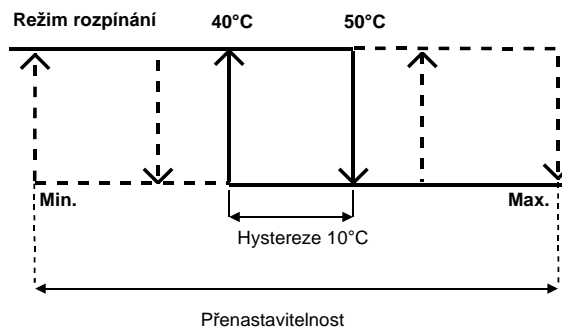 Režim rozpínání 40°C 50°C
Min. Max.
Hystereze 10°C
Přenastavitelnost